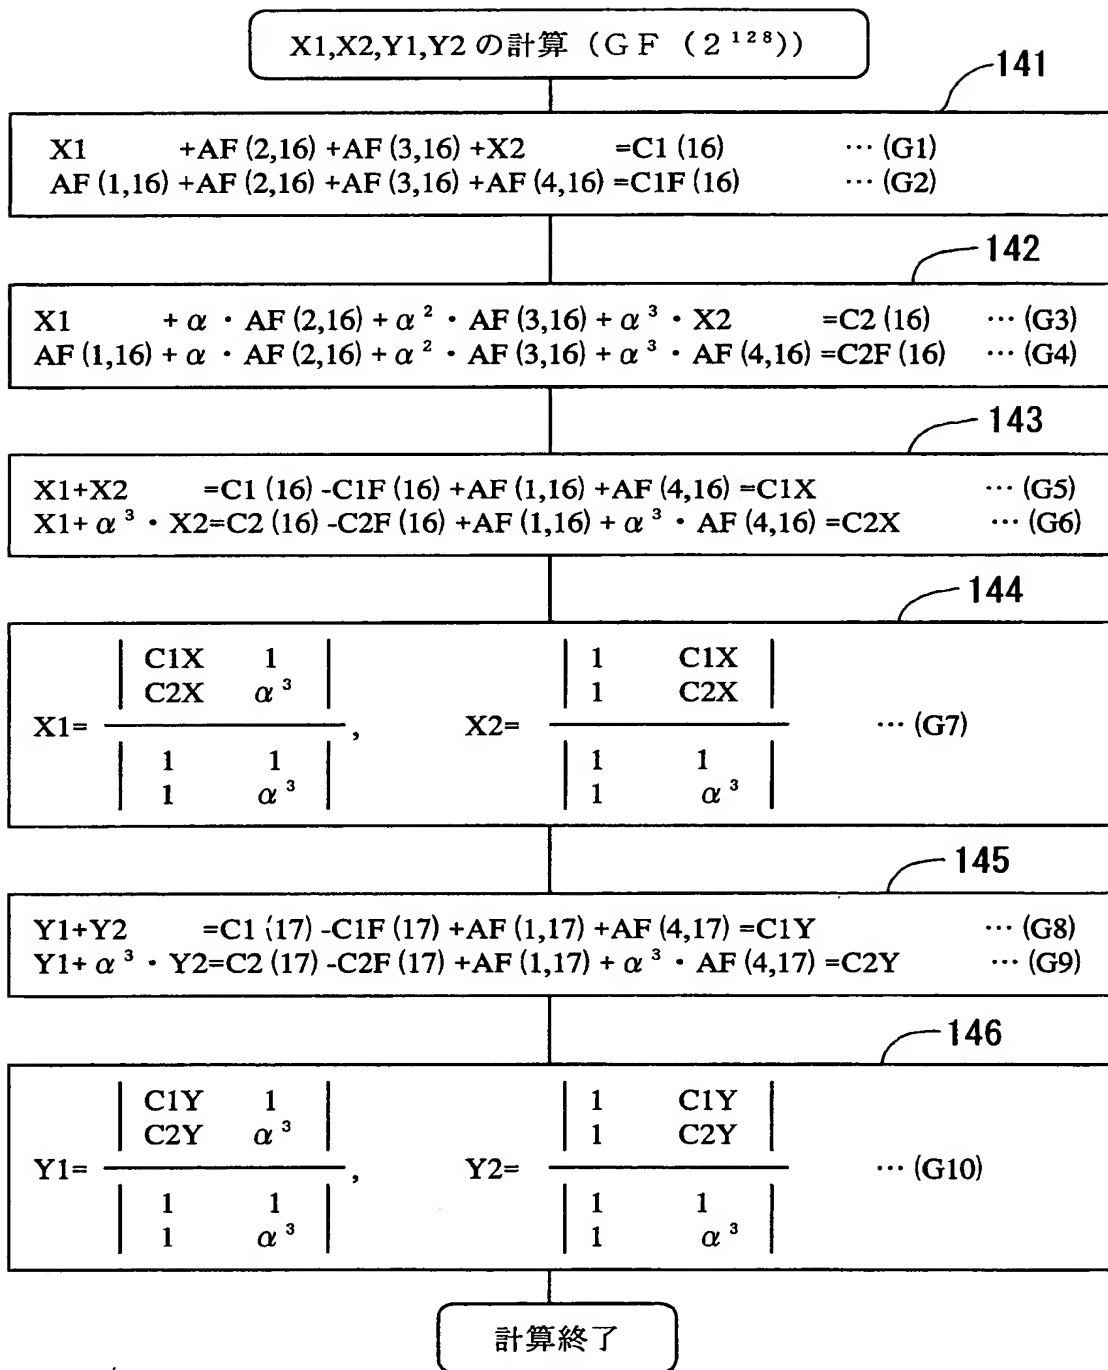 X1,X2,Y1,Y2 の計算 (GF (2¹²⁸))
141
X1 +AF (2,16) +AF (3,16) +X2 =C1 (16) … (G1)
AF (1,16) +AF (2,16) +AF (3,16) +AF (4,16) =C1F (16) … (G2)
142
X1 + α ・ AF (2,16) + α² ・ AF (3,16) + α³ ・ X2 =C2 (16) … (G3)
AF (1,16) + α ・ AF (2,16) + α² ・ AF (3,16) + α³ ・ AF (4,16) =C2F (16) … (G4)
143
X1+X2 =C1 (16) -C1F (16) +AF (1,16) +AF (4,16) =C1X … (G5)
X1+ α³ ・ X2=C2 (16) -C2F (16) +AF (1,16) + α³ ・ AF (4,16) =C2X … (G6)
144
C1X 1 1 C1X
C2X α³ 1 C2X
X1= , X2= … (G7)
1 1 1 1
1 α³ 1 α³
145
Y1+Y2 =C1 (17) -C1F (17) +AF (1,17) +AF (4,17) =C1Y … (G8)
Y1+ α³ ・ Y2=C2 (17) -C2F (17) +AF (1,17) + α³ ・ AF (4,17) =C2Y … (G9)
146
C1Y 1 1 C1Y
C2Y α³ 1 C2Y
Y1= , Y2= … (G10)
1 1 1 1
1 α³ 1 α³
計算終了